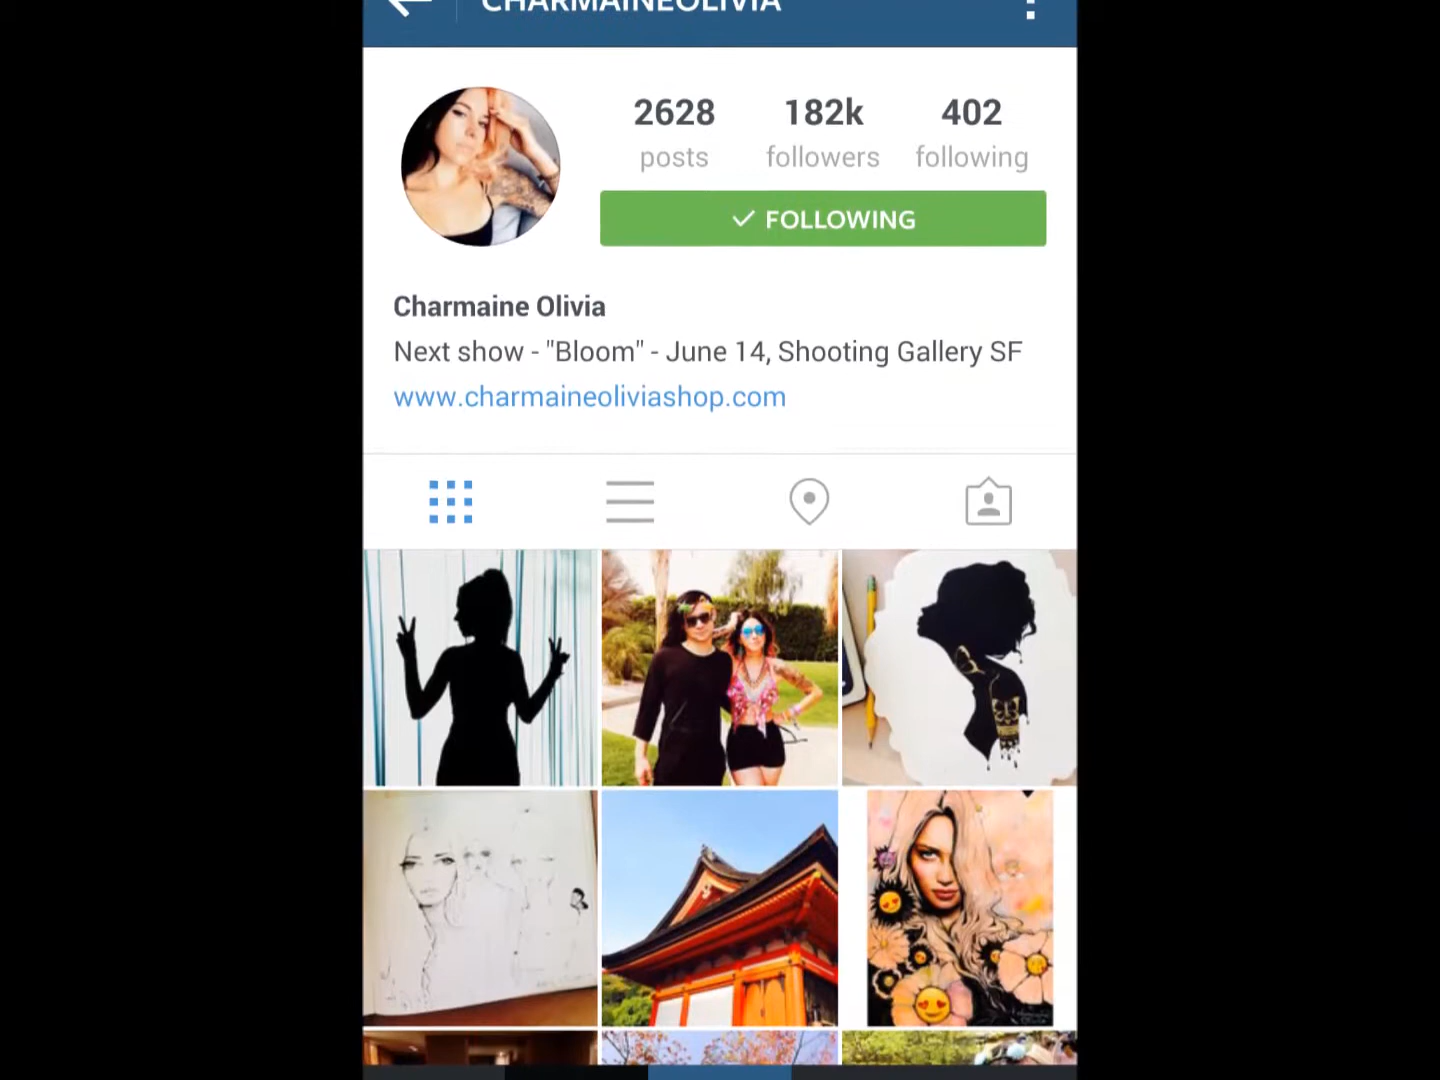 CHARMAINEOLIVIA
2628 182k 402
posts followers following
✓ FOLLOWING
Charmaine Olivia
Next show - "Bloom" - June 14, Shooting Gallery SF
www.charmaineoliviashop.com